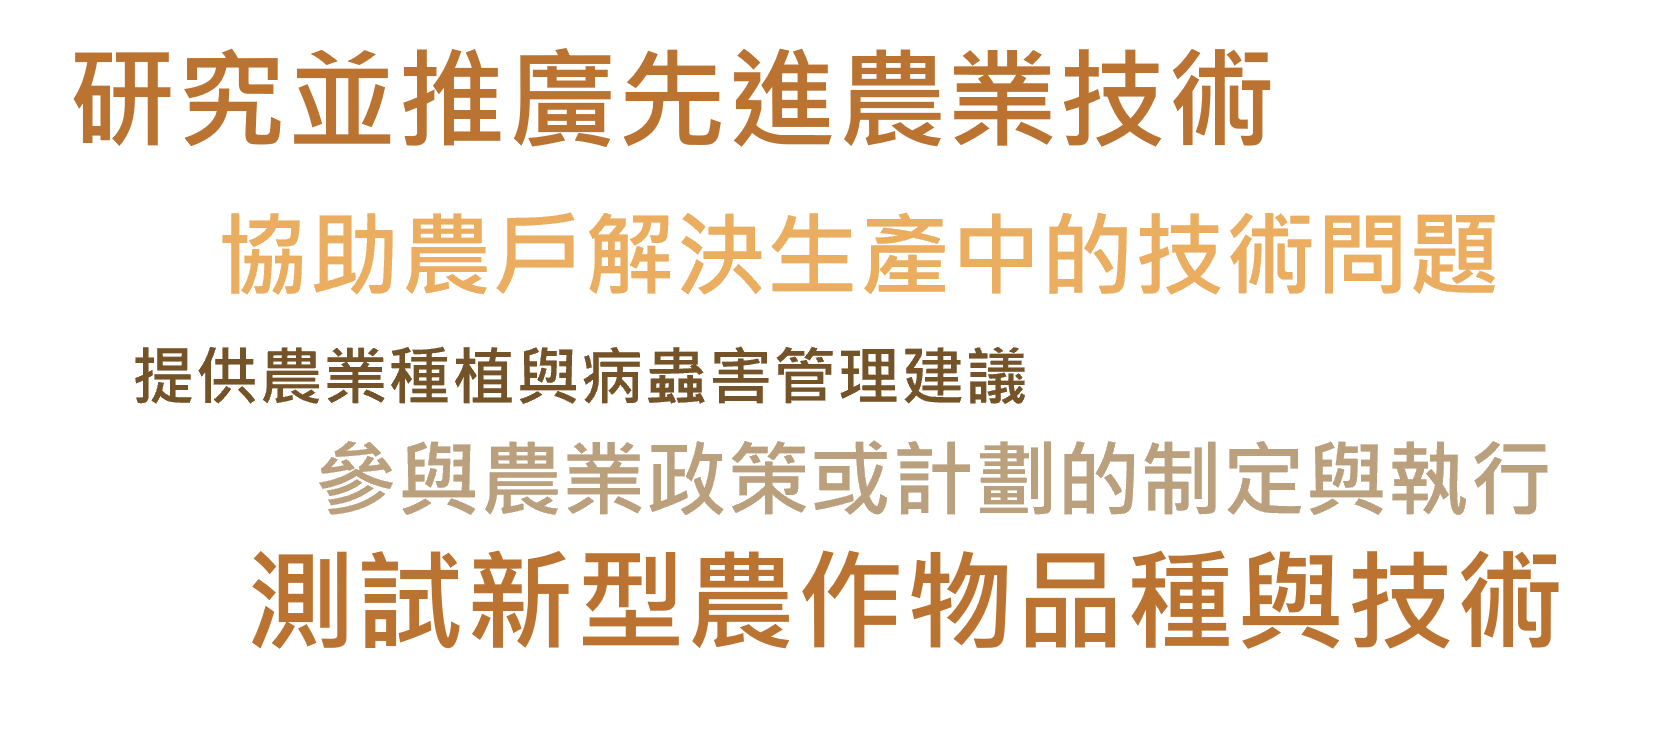 研究並推廣先進農業技術
協助農戶解決生產中的技術問題
提供農業種植與病蟲害管理建議
參與農業政策或計劃的制定與執行
測試新型農作物品種與技術